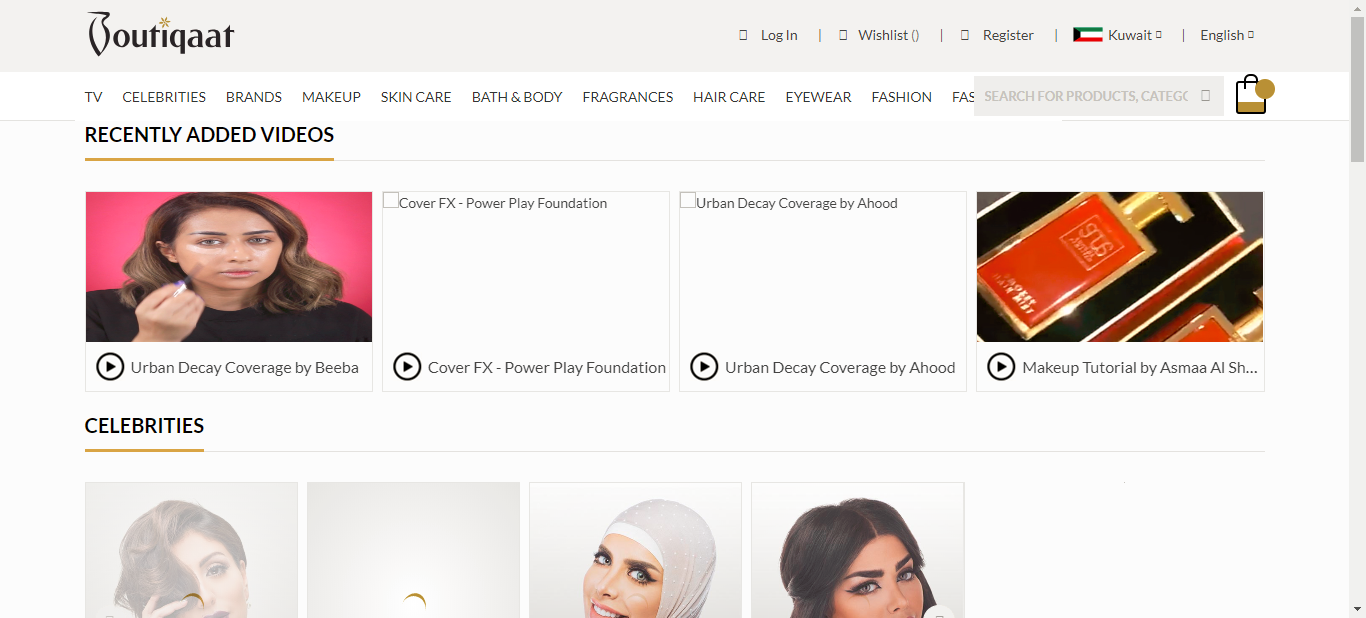 Boutiqaat
Log In | Wishlist () | Register | Kuwait | English
TV CELEBRITIES BRANDS MAKEUP SKIN CARE BATH & BODY FRAGRANCES HAIR CARE EYEWEAR FASHION FAS SEARCH FOR PRODUCTS, CATEGO
RECENTLY ADDED VIDEOS
Cover FX - Power Play Foundation
Urban Decay Coverage by Ahood
Urban Decay Coverage by Beeba
Cover FX - Power Play Foundation
Urban Decay Coverage by Ahood
Makeup Tutorial by Asmaa Al Sh...
CELEBRITIES